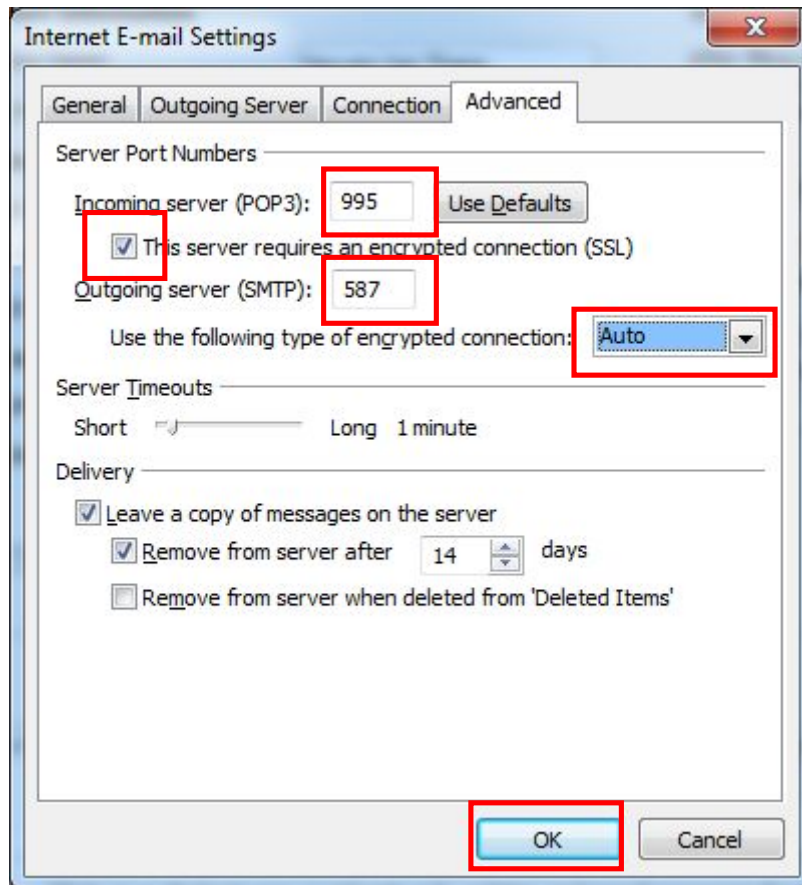 Internet E-mail Settings
General Outgoing Server Connection Advanced
Server Port Numbers
Incoming server (POP3): 995 Use Defaults
This server requires an encrypted connection (SSL)
Outgoing server (SMTP): 587
Use the following type of encrypted connection: Auto
Server Timeouts
Short Long 1 minute
Delivery
Leave a copy of messages on the server
Remove from server after 14 days
Remove from server when deleted from 'Deleted Items'
OK Cancel